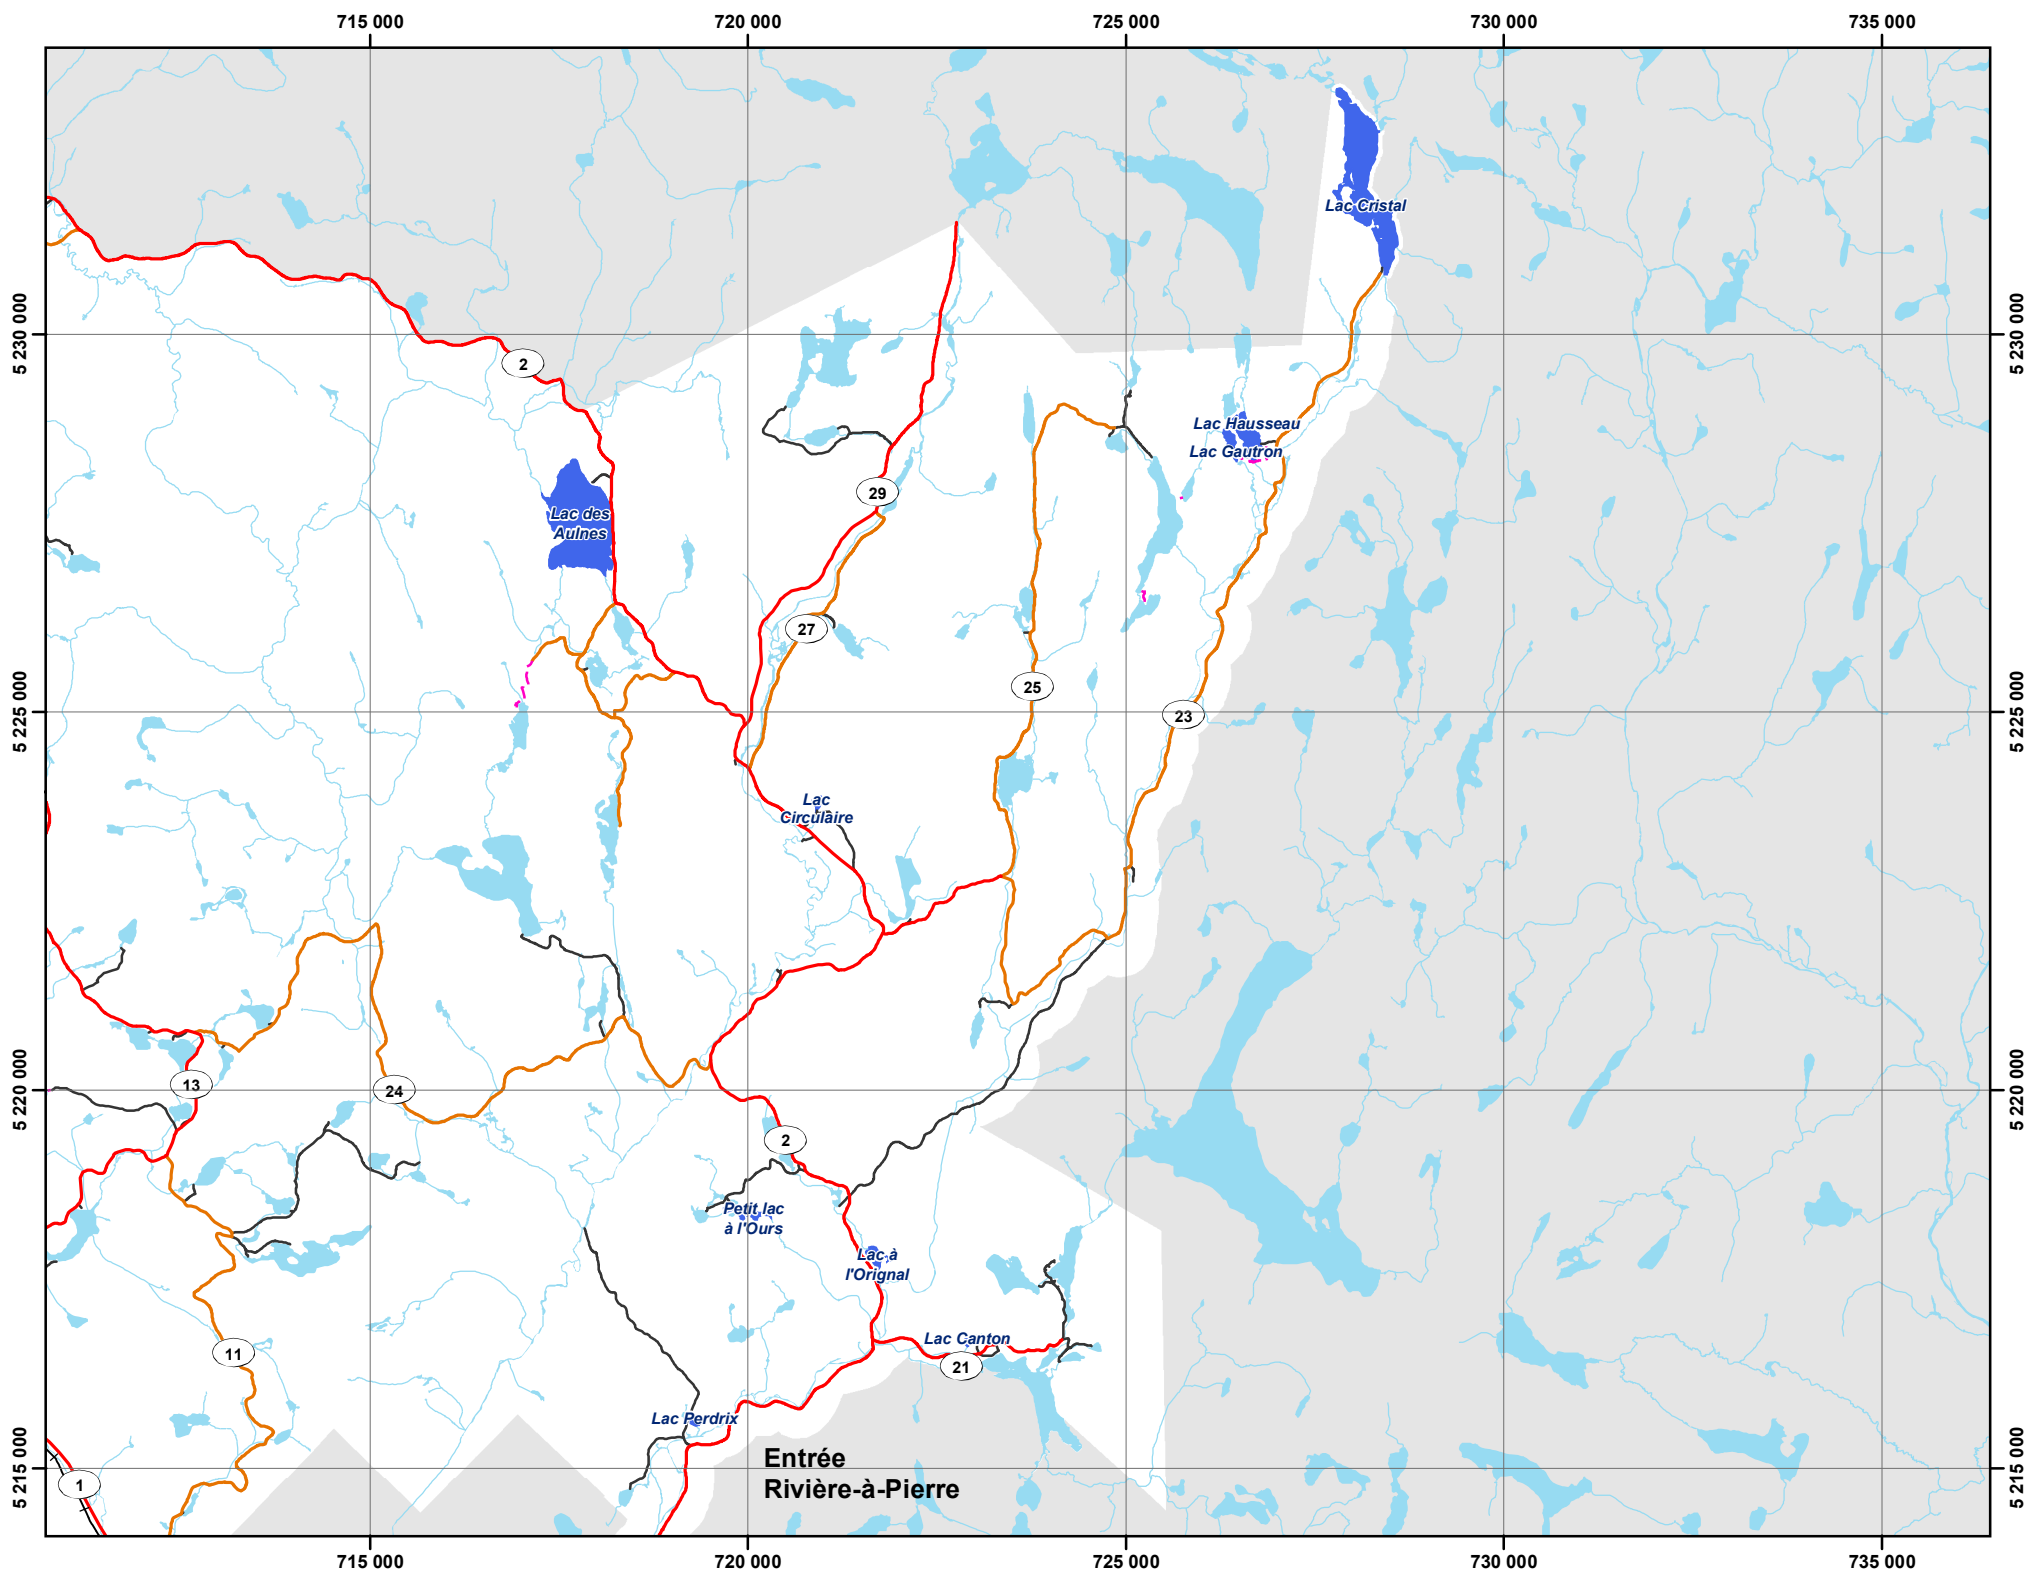 715 000
720 000
725 000
730 000
735 000
Lac Cristal
5 230 000
5 230 000
2
Lac Hausseau
Lac Gautron
29
Lac des
Aulnes
27
25
23
5 225 000
5 225 000
Lac
Circulaire
13
24
5 220 000
5 220 000
2
Petit lac
à l'Ours
Lac à
l'Orignal
Lac Canton
21
11
Lac Perdrix
Entrée
Rivière-à-Pierre
1
5 215 000
5 215 000
715 000
720 000
725 000
730 000
735 000